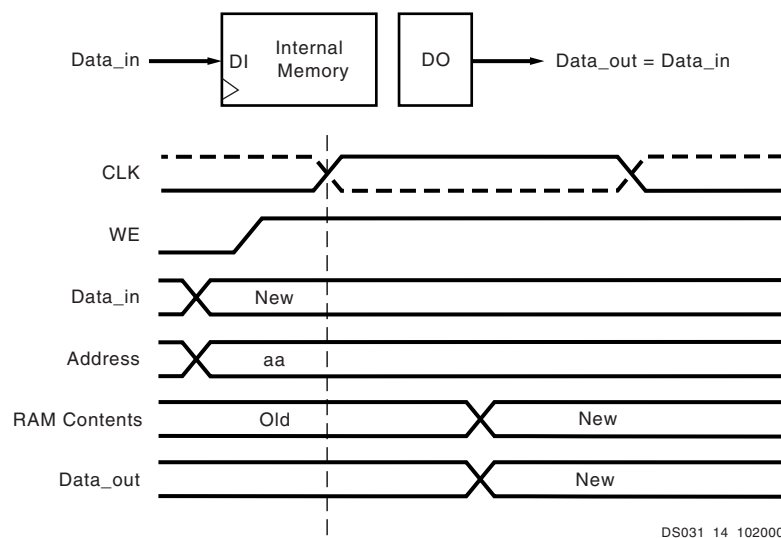 Data_in
DI
Internal
Memory
DO
Data_out = Data_in
CLK
WE
Data_in
New
Address
aa
RAM Contents
Old
New
Data_out
New
DS031_14_102000